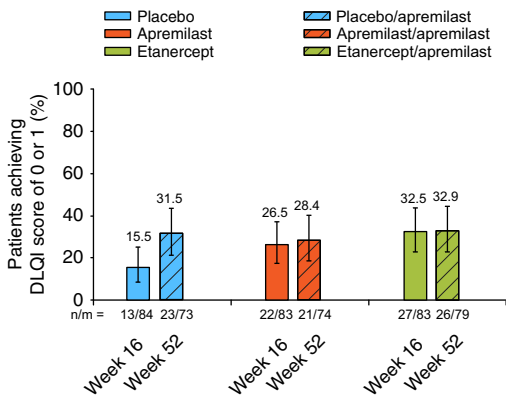 Placebo Placebo/apremilast
Apremilast Apremilast/apremilast
Etanercept Etanercept/apremilast
Patients achieving
DLQI score of 0 or 1 (%)
100
80
60
40
20
0
15.5 31.5 26.5 28.4 32.5 32.9
n/m = 13/84 23/73 22/83 21/74 27/83 26/79
Week 16 Week 52 Week 16 Week 52 Week 16 Week 52